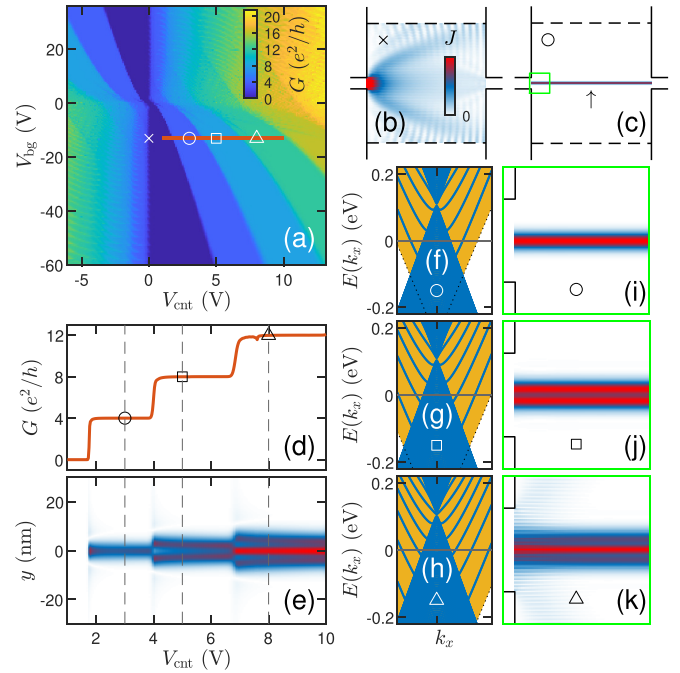 20
16
12
8
4
0
G (e²/h)
20
0
-20
-40
-60
V_bg (V)
(a)
-5 0 5 10
V_cnt (V)
J
0
(b)
(c)
↑
0.2
0
-0.2
E(k_x) (eV)
(f)
(i)
12
8
4
0
G (e²/h)
(d)
0.2
0
-0.2
E(k_x) (eV)
(g)
(j)
20
0
-20
y (nm)
(e)
2 4 6 8 10
V_cnt (V)
0.2
0
-0.2
E(k_x) (eV)
(h)
k_x
(k)